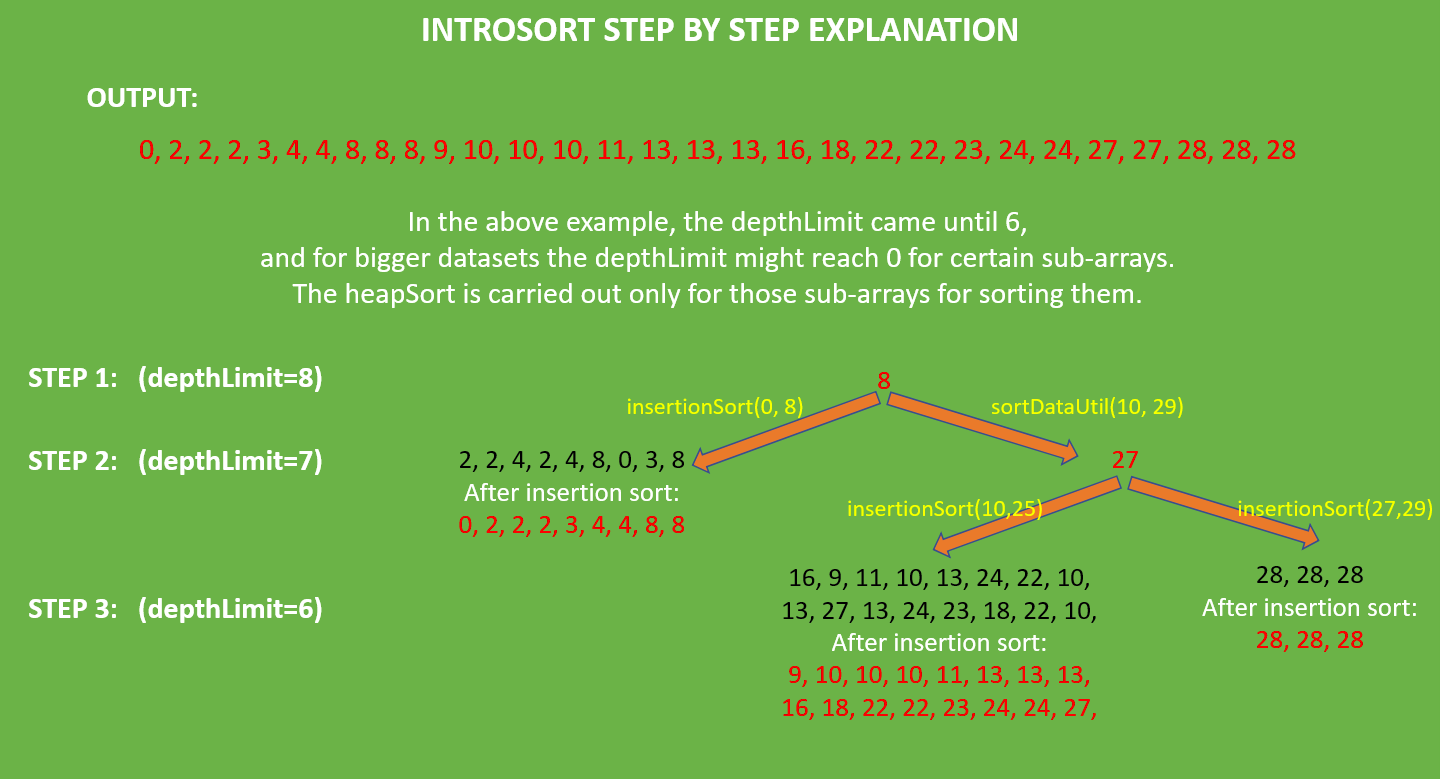 INTROSORT STEP BY STEP EXPLANATION
OUTPUT:
0, 2, 2, 2, 3, 4, 4, 8, 8, 8, 9, 10, 10, 10, 11, 13, 13, 13, 16, 18, 22, 22, 23, 24, 24, 27, 27, 28, 28, 28
In the above example, the depthLimit came until 6,
and for bigger datasets the depthLimit might reach 0 for certain sub-arrays.
The heapSort is carried out only for those sub-arrays for sorting them.
STEP 1: (depthLimit=8)
8
insertionSort(0, 8)
sortDataUtil(10, 29)
STEP 2: (depthLimit=7)
2, 2, 4, 2, 4, 8, 0, 3, 8
After insertion sort:
0, 2, 2, 2, 3, 4, 4, 8, 8
27
insertionSort(10,25)
insertionSort(27,29)
STEP 3: (depthLimit=6)
16, 9, 11, 10, 13, 24, 22, 10,
13, 27, 13, 24, 23, 18, 22, 10,
After insertion sort:
9, 10, 10, 10, 11, 13, 13, 13,
16, 18, 22, 22, 23, 24, 24, 27,
28, 28, 28
After insertion sort:
28, 28, 28